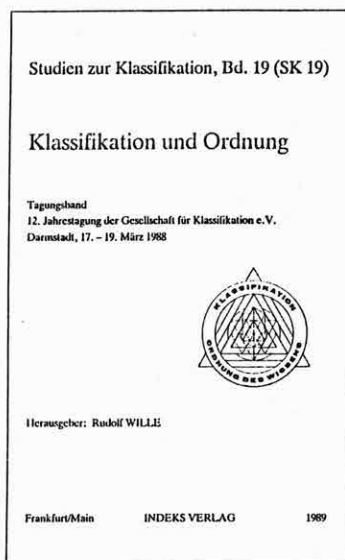 Studien zur Klassifikation, Bd. 19 (SK 19)
Klassifikation und Ordnung
Tagungsband
12. Jahrestagung der Gesellschaft für Klassifikation e.V.
Darmstadt, 17. – 19. März 1988
KLASSIFIKATION
ORDNUNG DES WISSENS
Herausgeber: Rudolf WILLE
Frankfurt/Main INDEKS VERLAG 1989